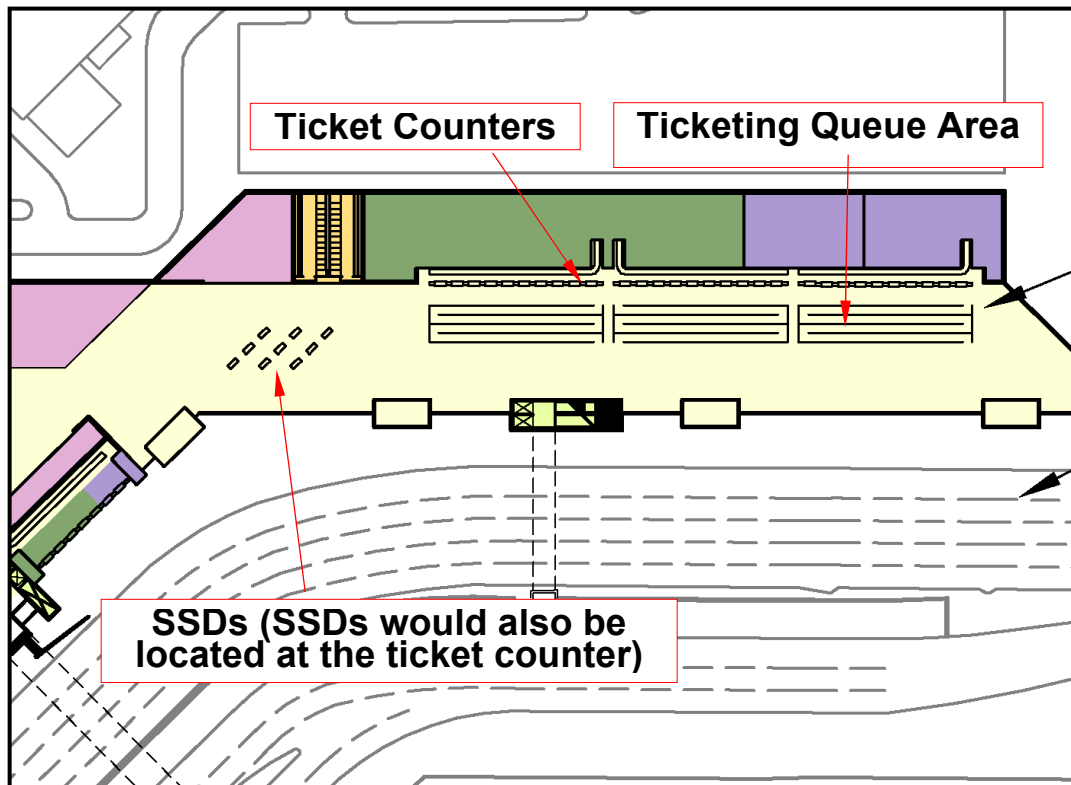 Ticket Counters
Ticketing Queue Area
SSDs (SSDs would also be
located at the ticket counter)